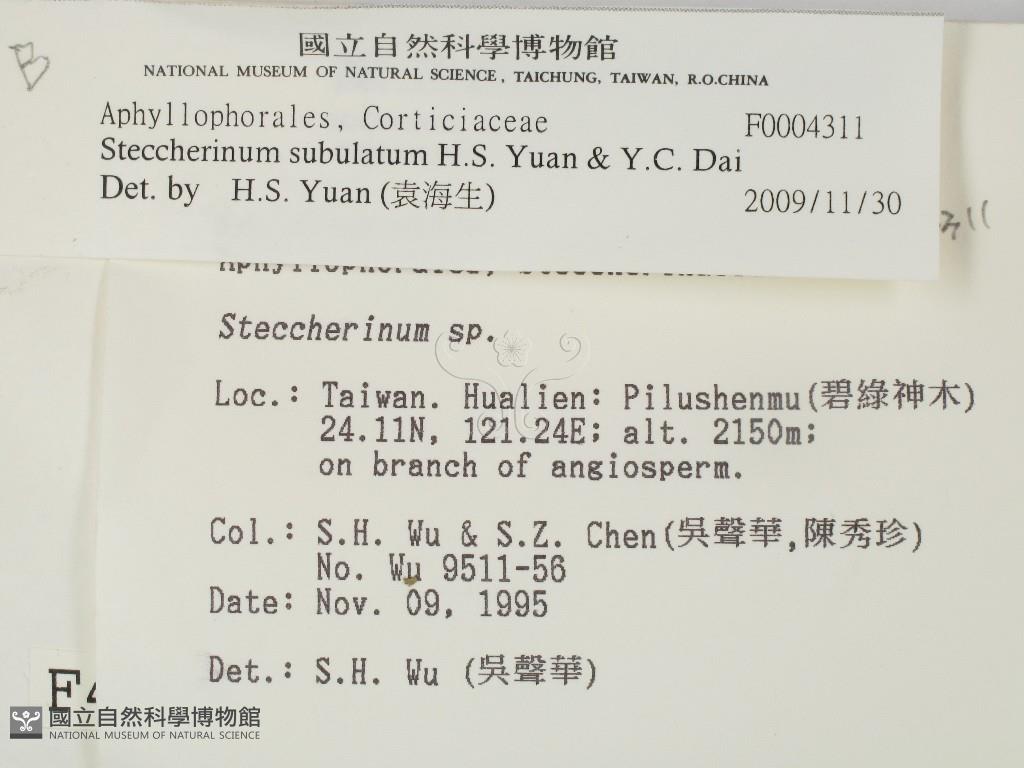 B
國立自然科學博物館
NATIONAL MUSEUM OF NATURAL SCIENCE, TAICHUNG, TAIWAN, R.O.CHINA
Aphyllophorales, Corticiaceae F0004311
Steccherinum subulatum H.S. Yuan & Y.C. Dai
Det. by H.S. Yuan (袁海生) 2009/11/30
Steccherinum sp.
Loc.: Taiwan. Hualien: Pilushenmu(碧綠神木)
24.11N, 121.24E; alt. 2150m;
on branch of angiosperm.
Col.: S.H. Wu & S.Z. Chen(吳聲華,陳秀珍)
No. Wu 9511-56
Date: Nov. 09, 1995
Det.: S.H. Wu (吳聲華)
國立自然科學博物館
NATIONAL MUSEUM OF NATURAL SCIENCE